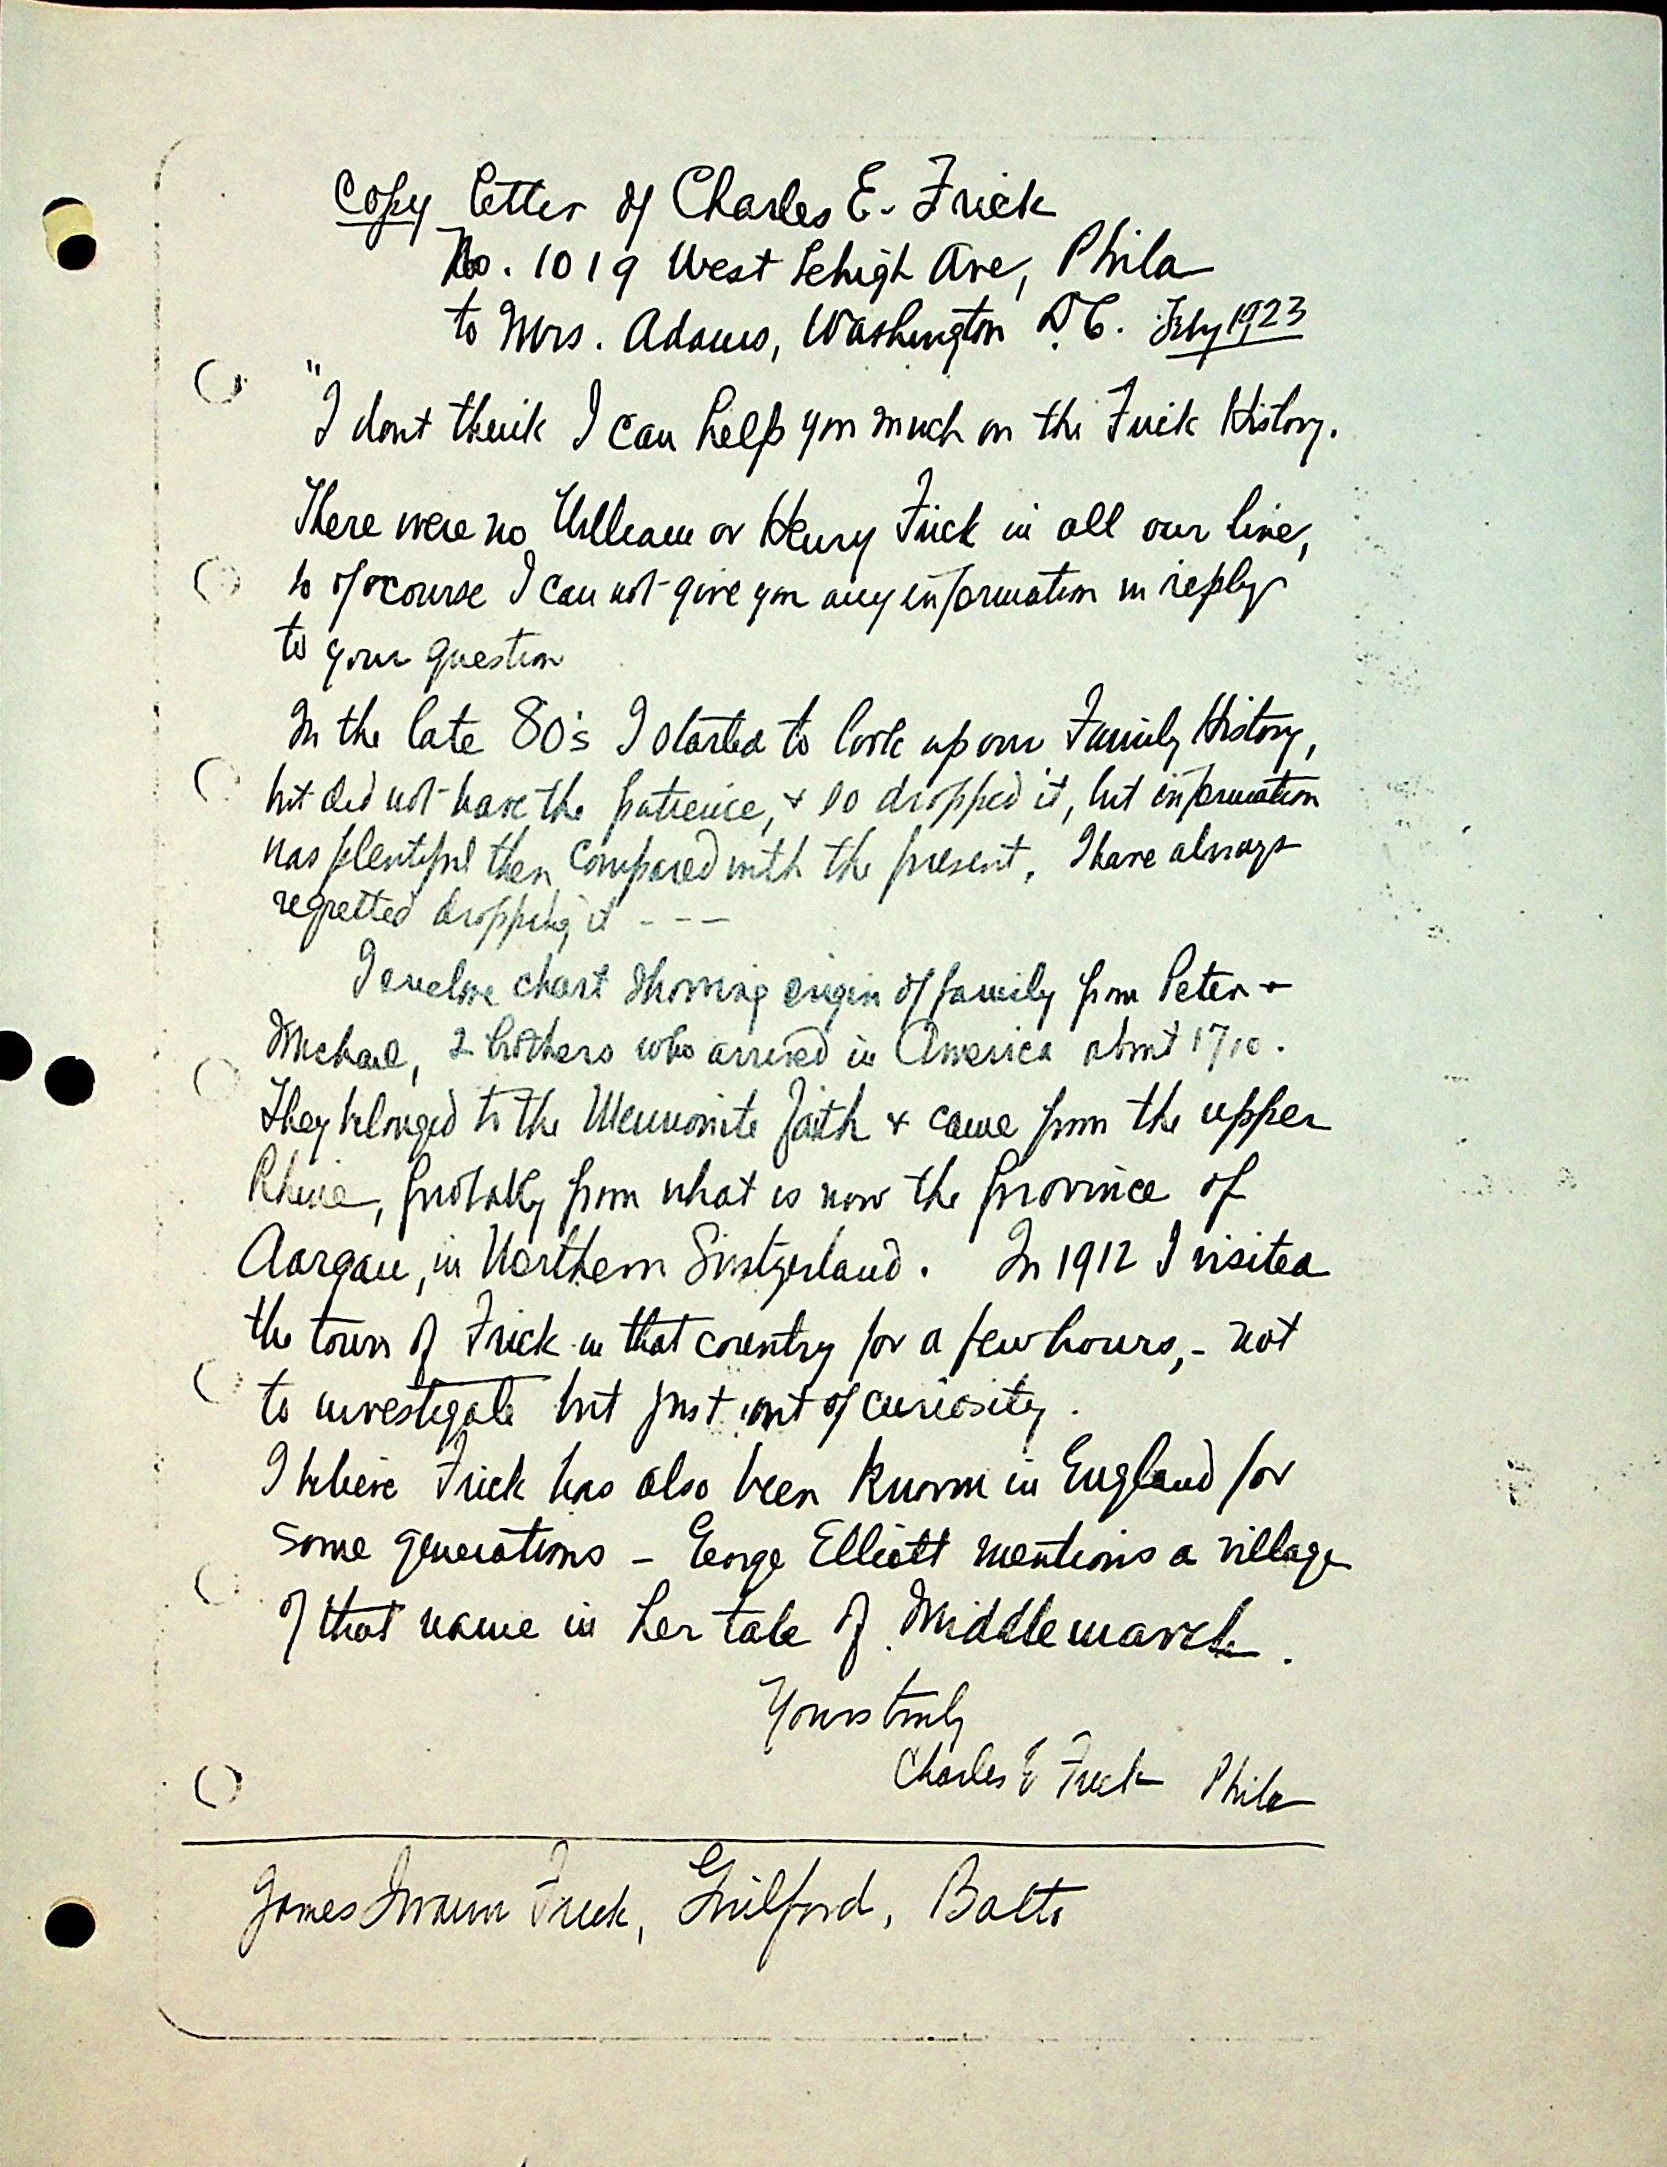 Copy letter of Charles E. Frick
No. 1019 West Lehigh Ave, Phila
to Mrs. Adams, Washington D.C. Feby 1923
"I dont think I can help you much on the Frick History.
There were no William or Henry Frick in all our line,
so of course I can not give you any information in reply
to your question
In the late 80's I started to look up our Family History,
but did not have the patience, & so dropped it, but information
was plentiful then compared with the present. I have always
regretted dropping it - - -
I enclose chart showing origin of family from Peter &
Michael, 2 brothers who arrived in America about 1710.
They belonged to the Mennonite faith & came from the upper
Rhine, probably from what is now the province of
Aargau, in Northern Switzerland. In 1912 I visited
the town of Frick in that country for a few hours, - not
to investigate but just out of curiosity.
I believe Frick has also been known in England for
some generations - George Elliott mentions a village
of that name in her tale of Middlemarch.
Yours truly
Charles E Frick Phila
James Swann Frick, Guilford, Balto